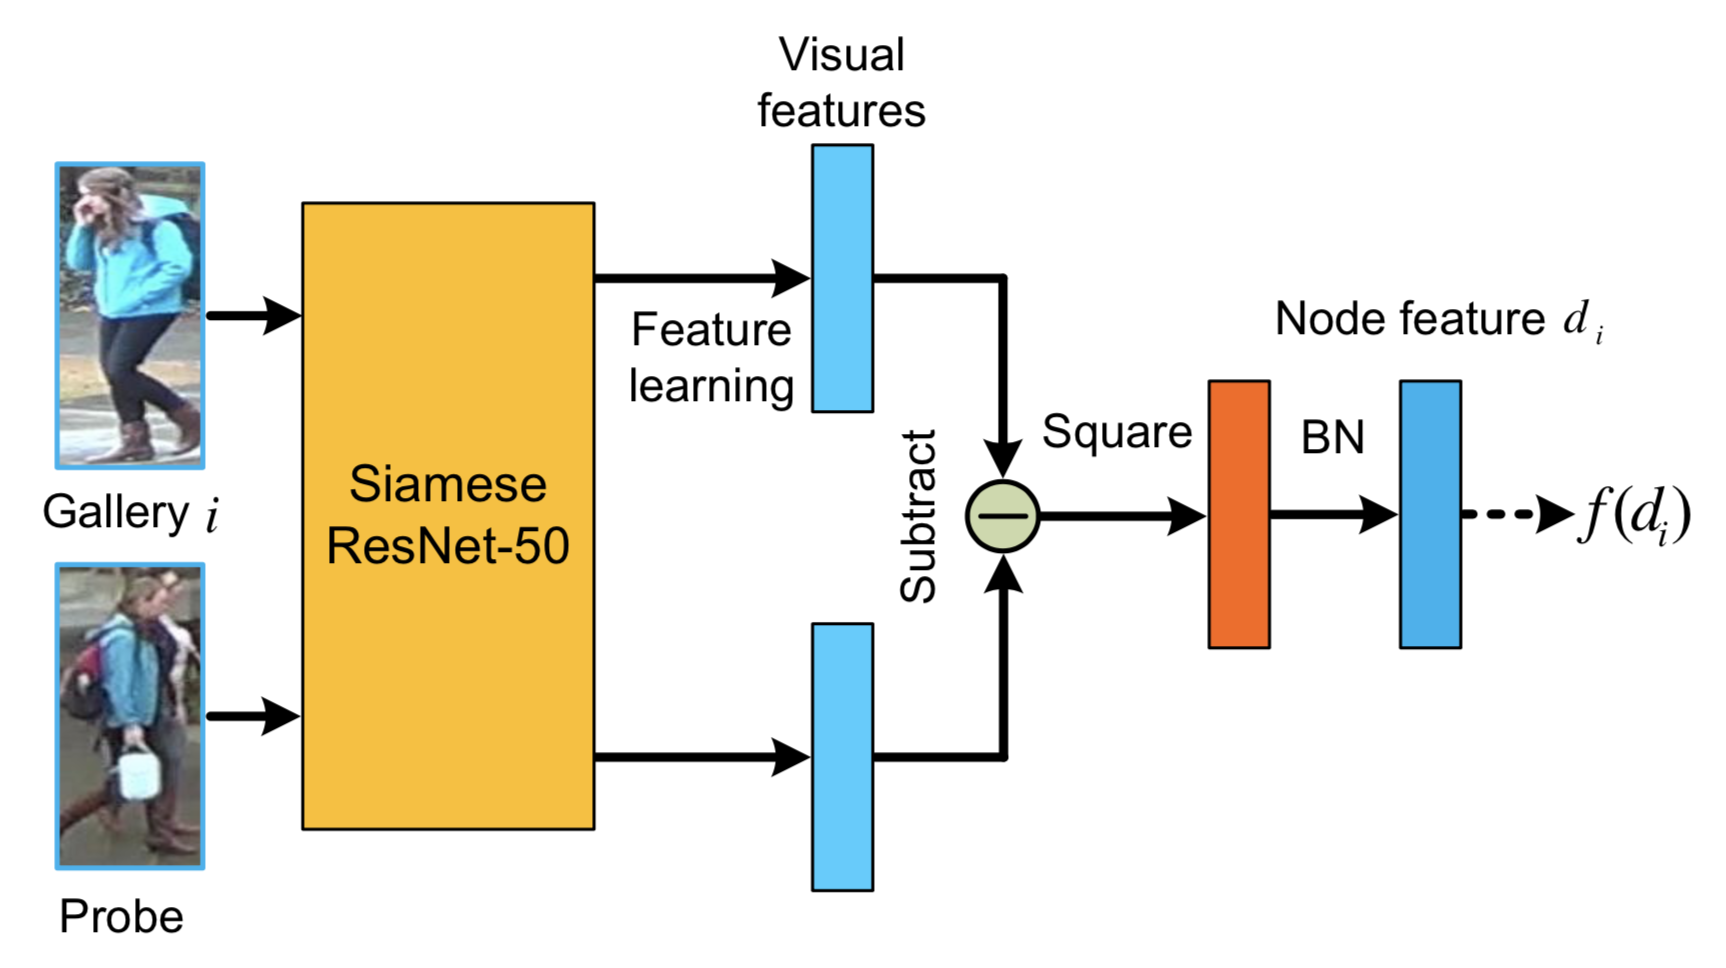 Visual
features
Gallery i
Probe
Siamese
ResNet-50
Feature
learning
Subtract
Square
BN
Node feature d_i
f(d_i)